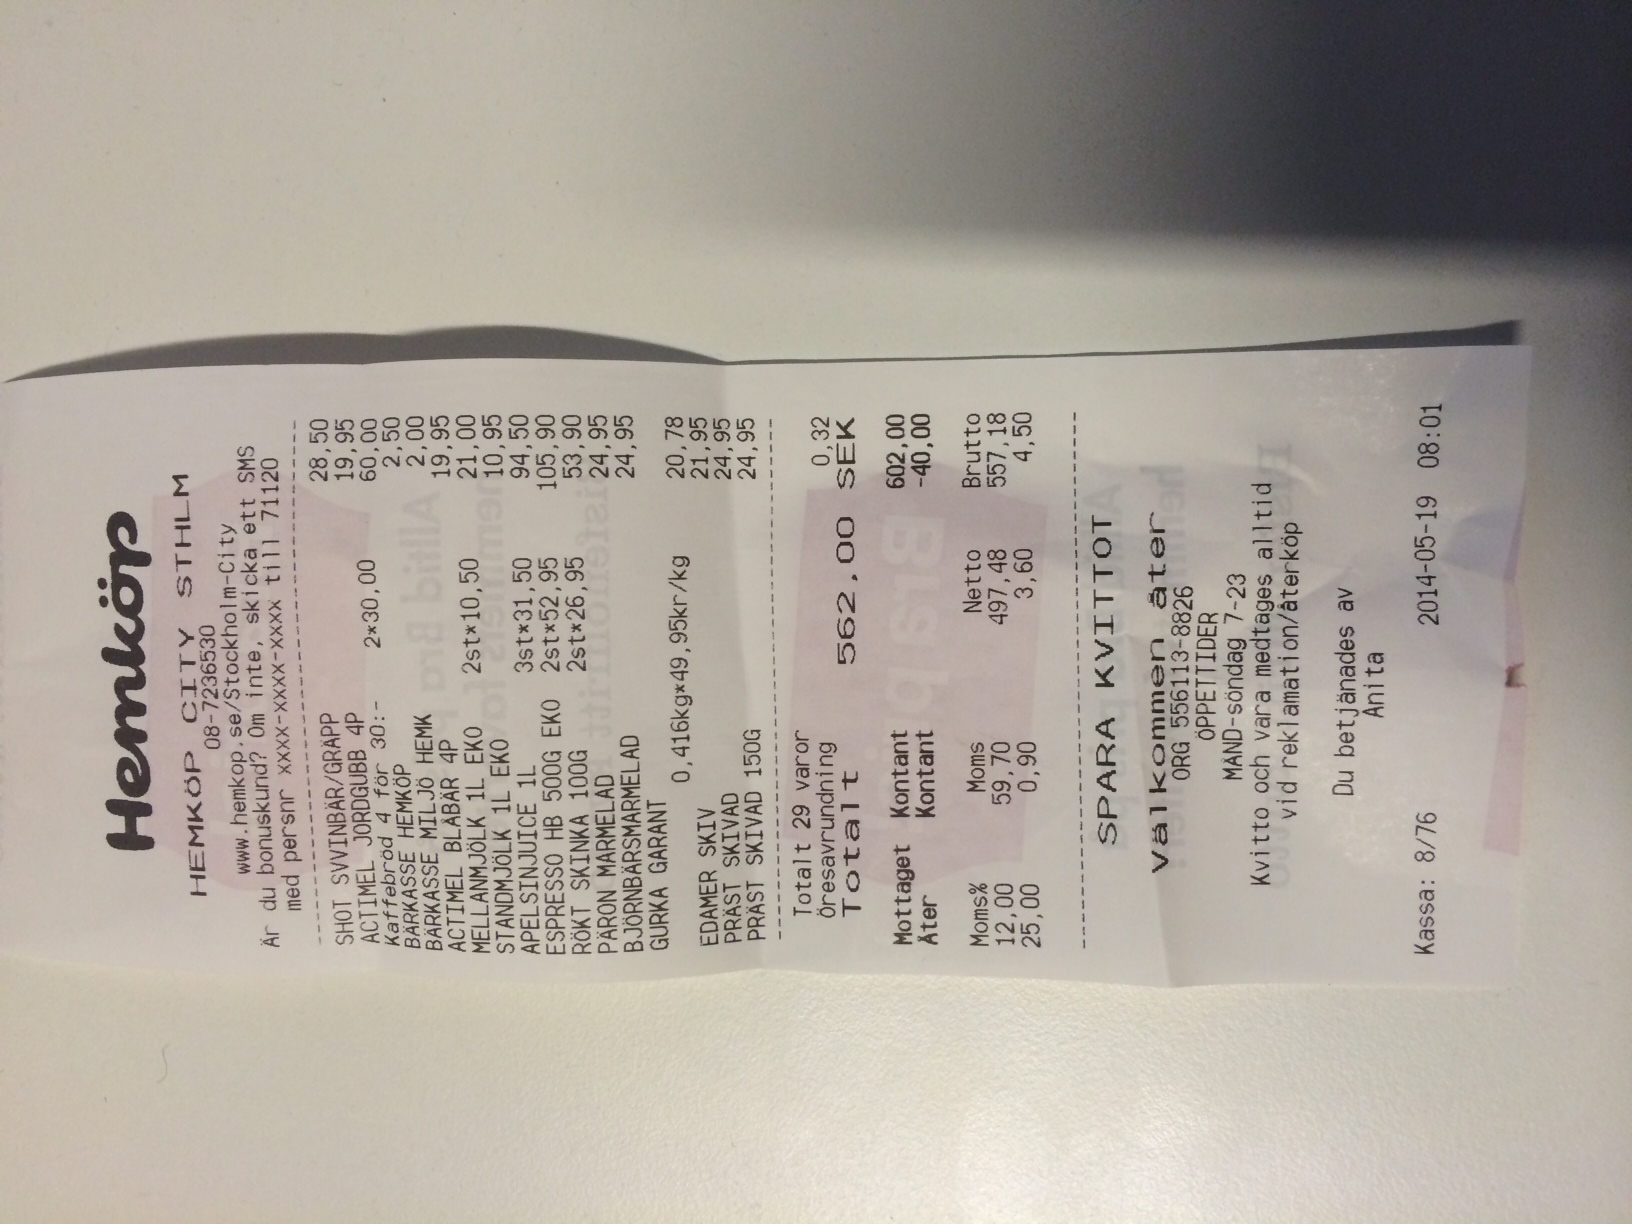 Hemköp
HEMKÖP CITY STHLM
08-7236530
www.hemkop.se/Stockholm-City
Är du bonuskund? Om inte, skicka ett SMS
med persnr xxxx-xxxx-xxxx till 71120
SHOT SVVINBÄR/GRÄPP 28,50
ACTIMEL JORDGUBB 4P 19,95
Kaffebröd 4 för 30:- 2*30,00 60,00
BÄRKASSE HEMKÖP 2,50
BÄRKASSE MILJÖ HEMK 2,00
ACTIMEL BLÅBÄR 4P 19,95
MELLANMJÖLK 1L EKO 2st*10,50 21,00
STANDMJÖLK 1L EKO 10,95
APELSINJUICE 1L 3st*31,50 94,50
ESPRESSO HB 500G EKO 2st*52,95 105,90
RÖKT SKINKA 100G 2st*26,95 53,90
PÄRON MARMELAD 24,95
BJÖRNBÄRSMARMELAD 24,95
GURKA GARANT
0,416kg*49,95kr/kg 20,78
EDAMER SKIV 21,95
PRÄST SKIVAD 24,95
PRÄST SKIVAD 150G 24,95
Totalt 29 varor
Öresavrundning 0,32
Totalt 562,00 SEK
Mottaget Kontant 602,00
Åter Kontant -40,00
Moms% Moms Netto Brutto
12,00 59,70 497,48 557,18
25,00 0,90 3,60 4,50
SPARA KVITTOT
Välkommen åter
ORG 556113-8826
ÖPPETTIDER
MÅND-söndag 7-23
Kvitto och vara medtages alltid
vid reklamation/återköp
Du betjänades av
Anita
Kassa: 8/76 2014-05-19 08:01